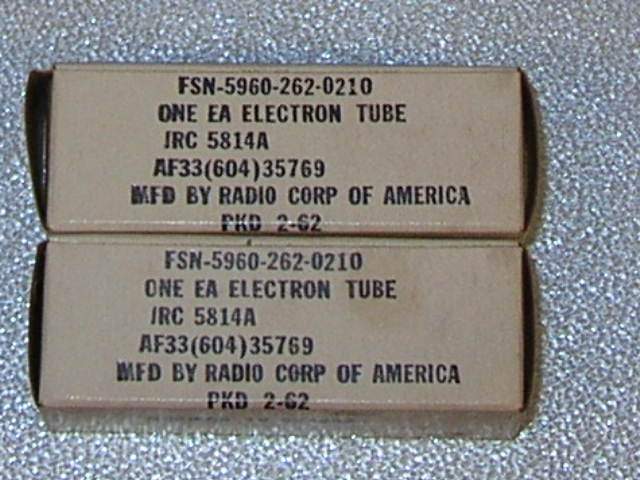 FSN-5960-262-0210
ONE EA ELECTRON TUBE
JRC 5814A
AF33(604)35769
MFD BY RADIO CORP OF AMERICA
PKD 2-62
FSN-5960-262-0210
ONE EA ELECTRON TUBE
JRC 5814A
AF33(604)35769
MFD BY RADIO CORP OF AMERICA
PKD 2-62